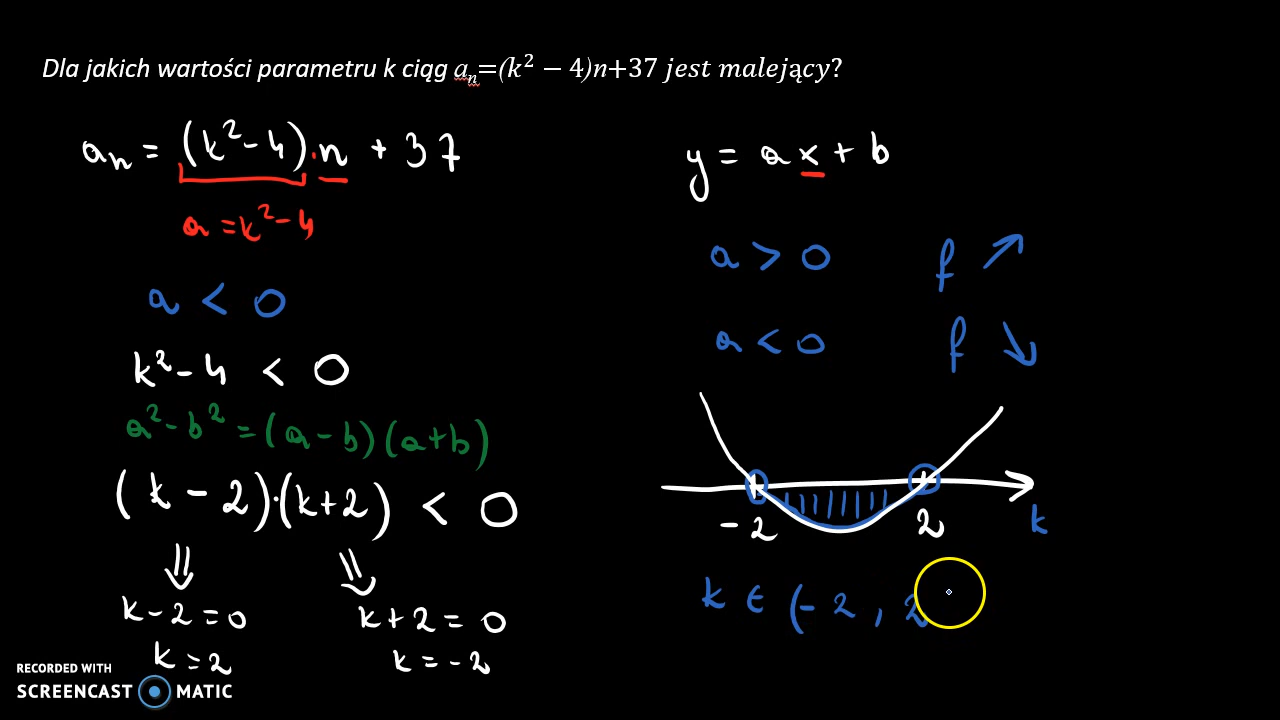 Dla jakich wartości parametru k ciąg aₙ=(k² − 4)n+37 jest malejący?
aₙ = (k² - 4) · n + 37
a = k² - 4
a < 0
k² - 4 < 0
a² - b² = (a - b)(a + b)
(k - 2)·(k + 2) < 0
⇓ ⇓
k - 2 = 0 k + 2 = 0
k = 2 k = -2
y = ax + b
a > 0 f ↗
a < 0 f ↘
-2 2 k
k ∈ (-2, 2
RECORDED WITH
SCREENCAST MATIC